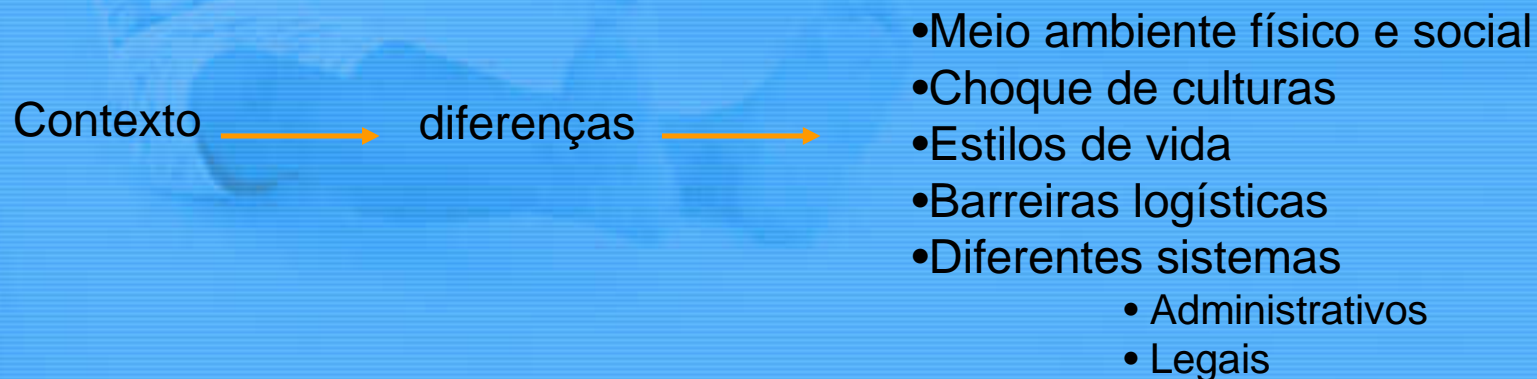 Contexto
diferenças
•Meio ambiente físico e social
•Choque de culturas
•Estilos de vida
•Barreiras logísticas
•Diferentes sistemas
• Administrativos
• Legais